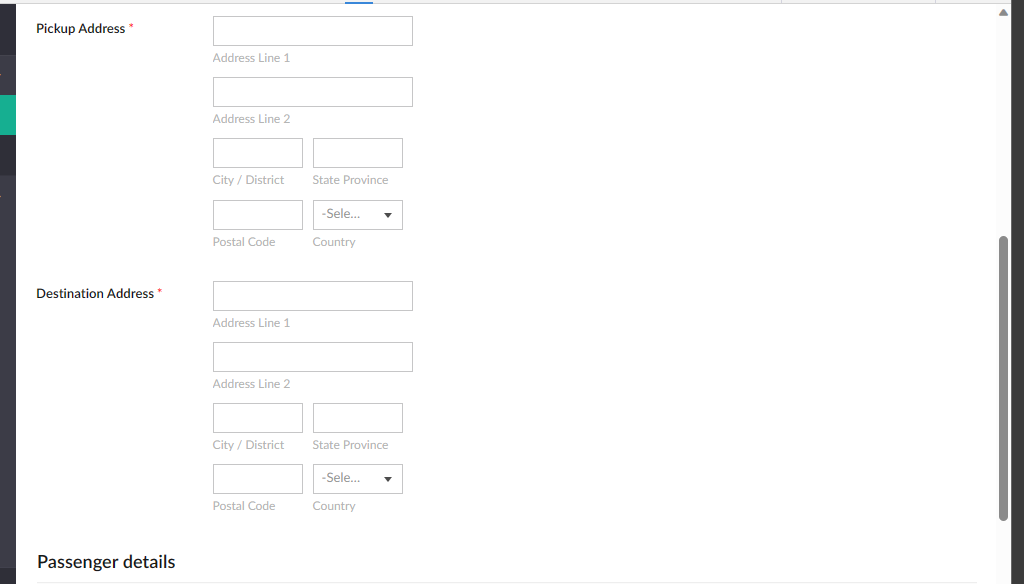 Pickup Address *
Address Line 1
Address Line 2
City / District State Province
-Sele...
Postal Code Country
Destination Address *
Address Line 1
Address Line 2
City / District State Province
-Sele...
Postal Code Country
Passenger details